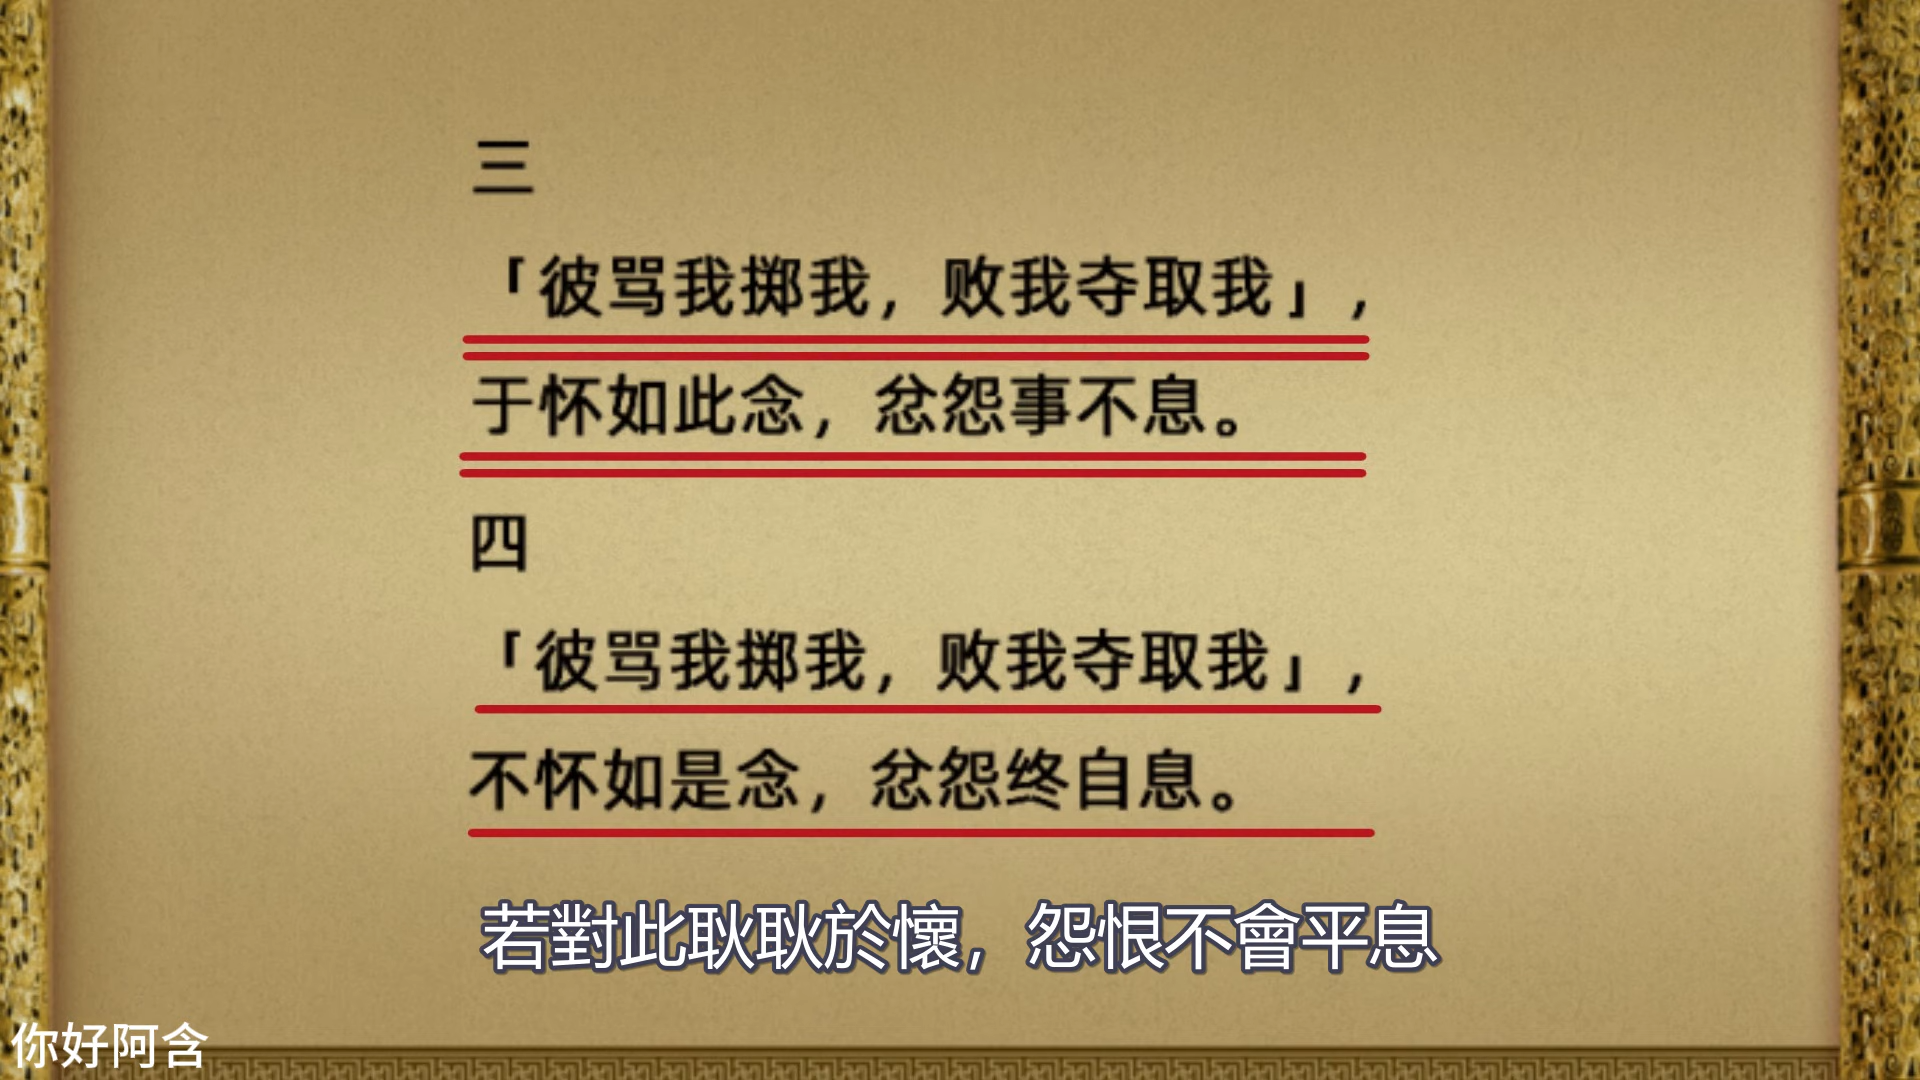 三
「彼骂我掷我，败我夺取我」，
于怀如此念，忿怨事不息。
四
「彼骂我掷我，败我夺取我」，
不怀如是念，忿怨终自息。
若對此耿耿於懷，怨恨不會平息
你好阿含